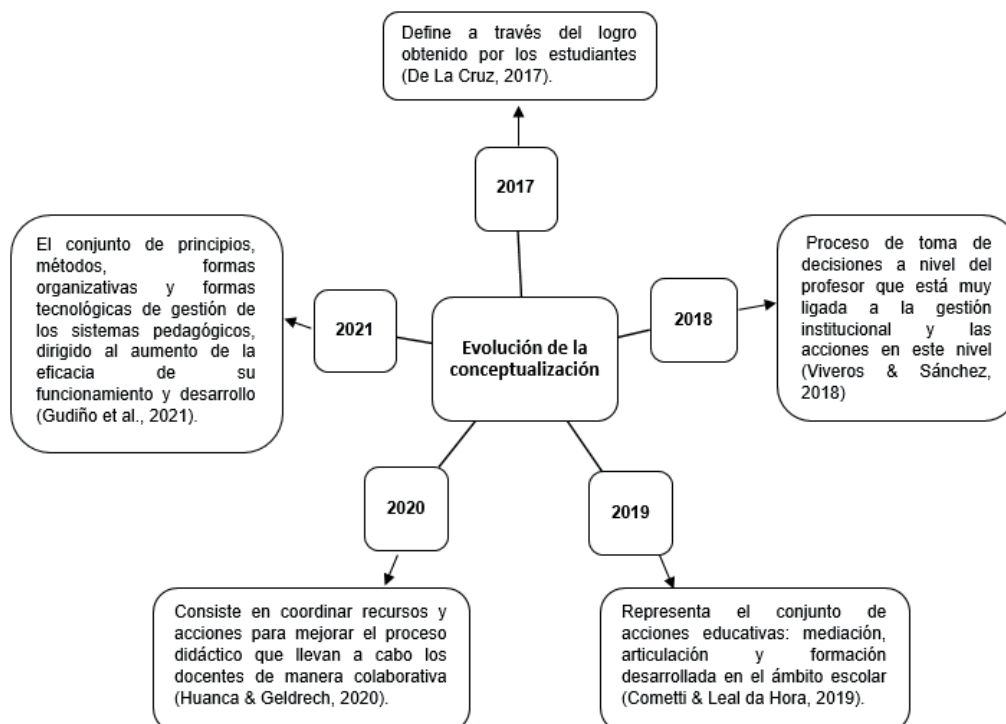 Define a través del logro
obtenido por los estudiantes
(De La Cruz, 2017).
2017
El conjunto de principios,
métodos, formas
organizativas y formas
tecnológicas de gestión de
los sistemas pedagógicos,
dirigido al aumento de la
eficacia de su
funcionamiento y desarrollo
(Gudiño et al., 2021).
2021
Evolución de la
conceptualización
2018
Proceso de toma de
decisiones a nivel del
profesor que está muy
ligada a la gestión
institucional y las
acciones en este nivel
(Viveros & Sánchez,
2018)
2020
2019
Consiste en coordinar recursos y
acciones para mejorar el proceso
didáctico que llevan a cabo los
docentes de manera colaborativa
(Huanca & Geldrech, 2020).
Representa el conjunto de
acciones educativas: mediación,
articulación y formación
desarrollada en el ámbito escolar
(Cometti & Leal da Hora, 2019).